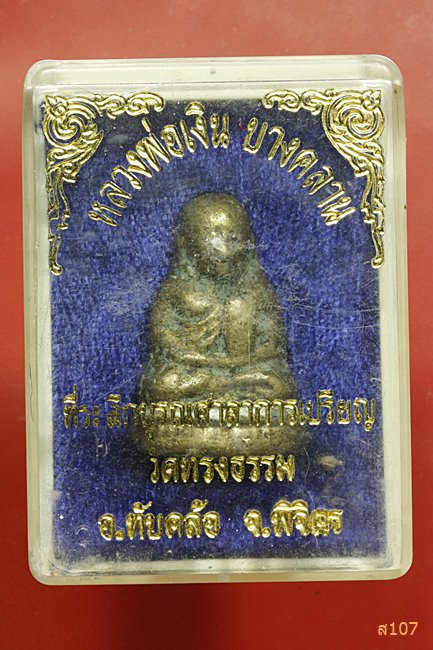 หลวงพ่อเงิน บางคลาน
ที่ระลึกบูรณศาลาการเปรียญ
วัดทรงธรรม
อ.ทับคล้อ จ.พิจิตร
ส107